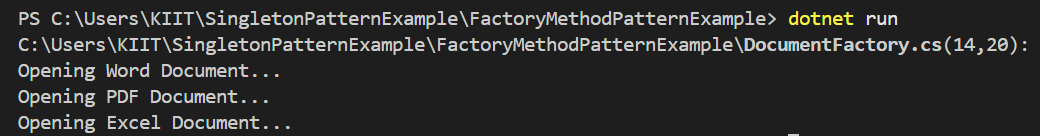 PS C:\Users\KIIT\SingletonPatternExample\FactoryMethodPatternExample> dotnet run
C:\Users\KIIT\SingletonPatternExample\FactoryMethodPatternExample\DocumentFactory.cs(14,20):
Opening Word Document...
Opening PDF Document...
Opening Excel Document...